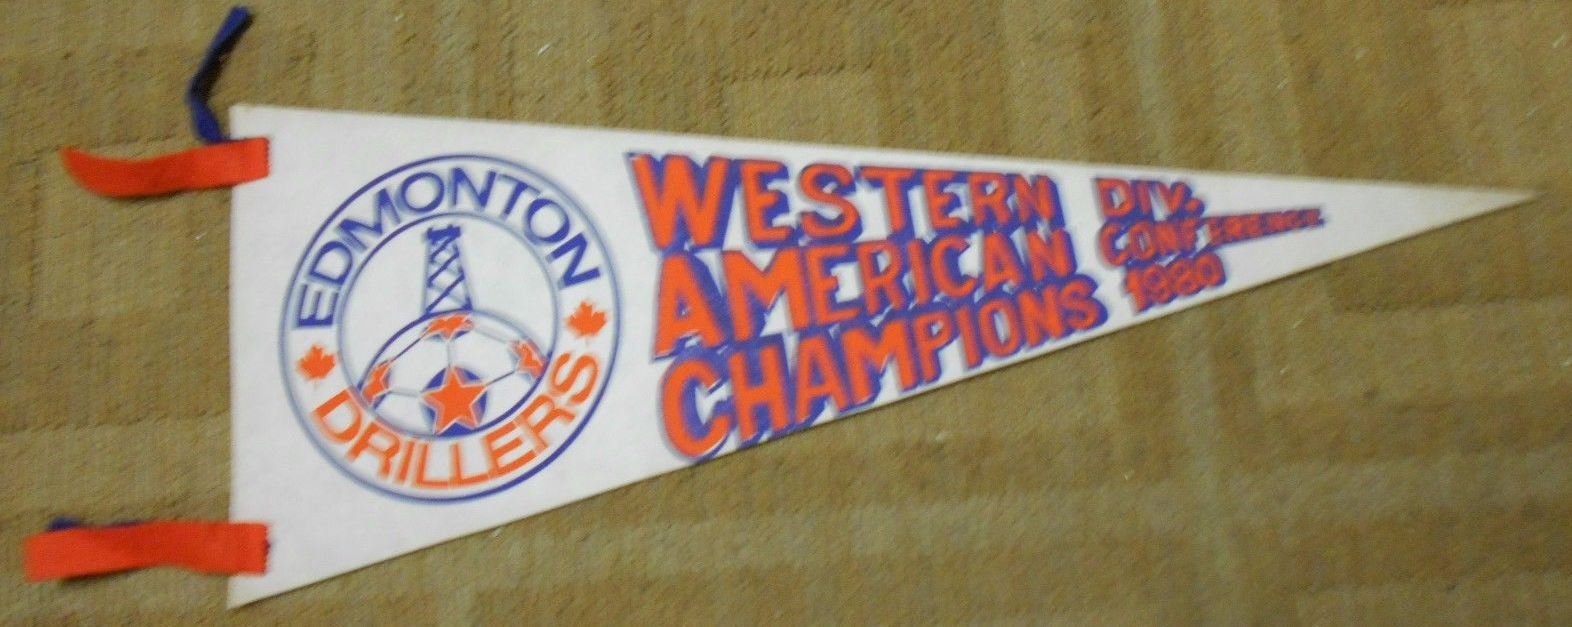 EDMONTON
DRILLERS
WESTERN DIV.
AMERICAN CONFERENCE
CHAMPIONS 1980